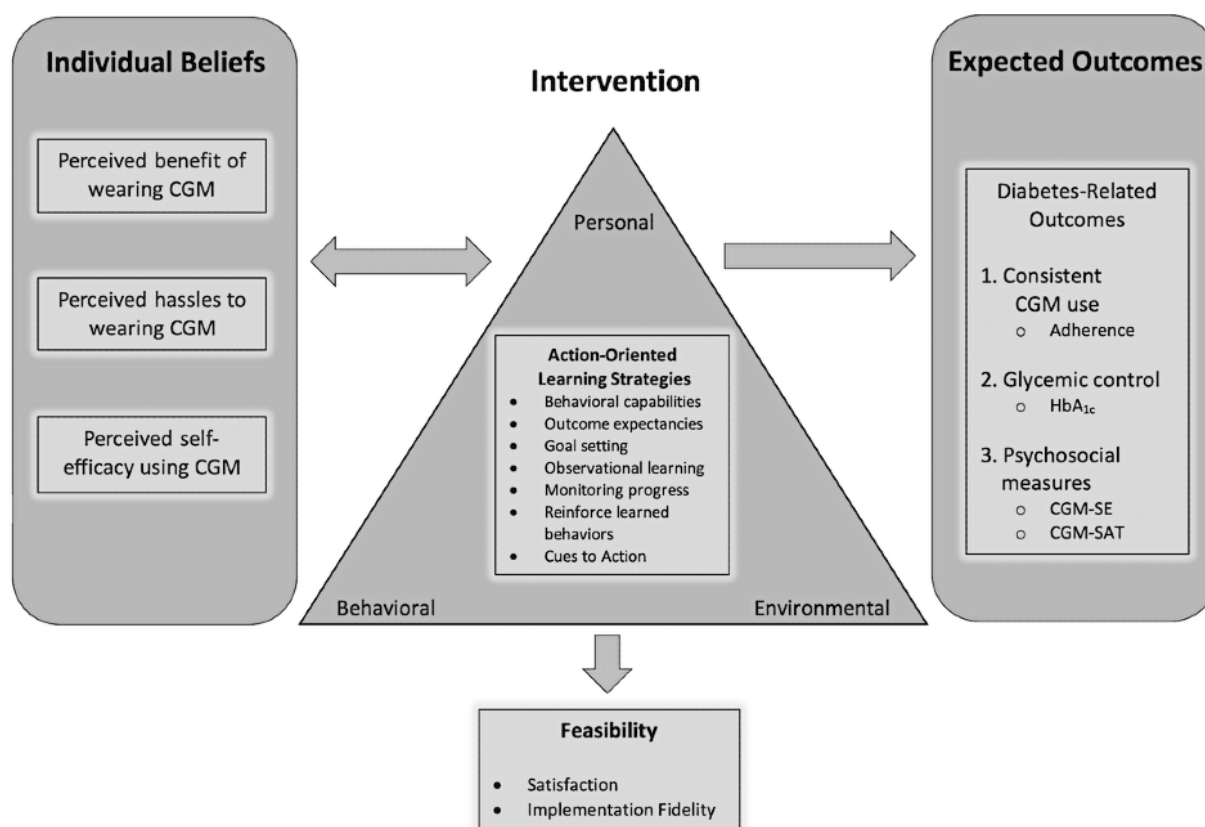 Individual Beliefs
Perceived benefit of
wearing CGM
Perceived hassles to
wearing CGM
Perceived self-
efficacy using CGM
Intervention
Personal
Action-Oriented
Learning Strategies
• Behavioral capabilities
• Outcome expectancies
• Goal setting
• Observational learning
• Monitoring progress
• Reinforce learned
behaviors
• Cues to Action
Behavioral
Environmental
Expected Outcomes
Diabetes-Related
Outcomes
1. Consistent
CGM use
o Adherence
2. Glycemic control
o HbA1c
3. Psychosocial
measures
o CGM-SE
o CGM-SAT
Feasibility
• Satisfaction
• Implementation Fidelity